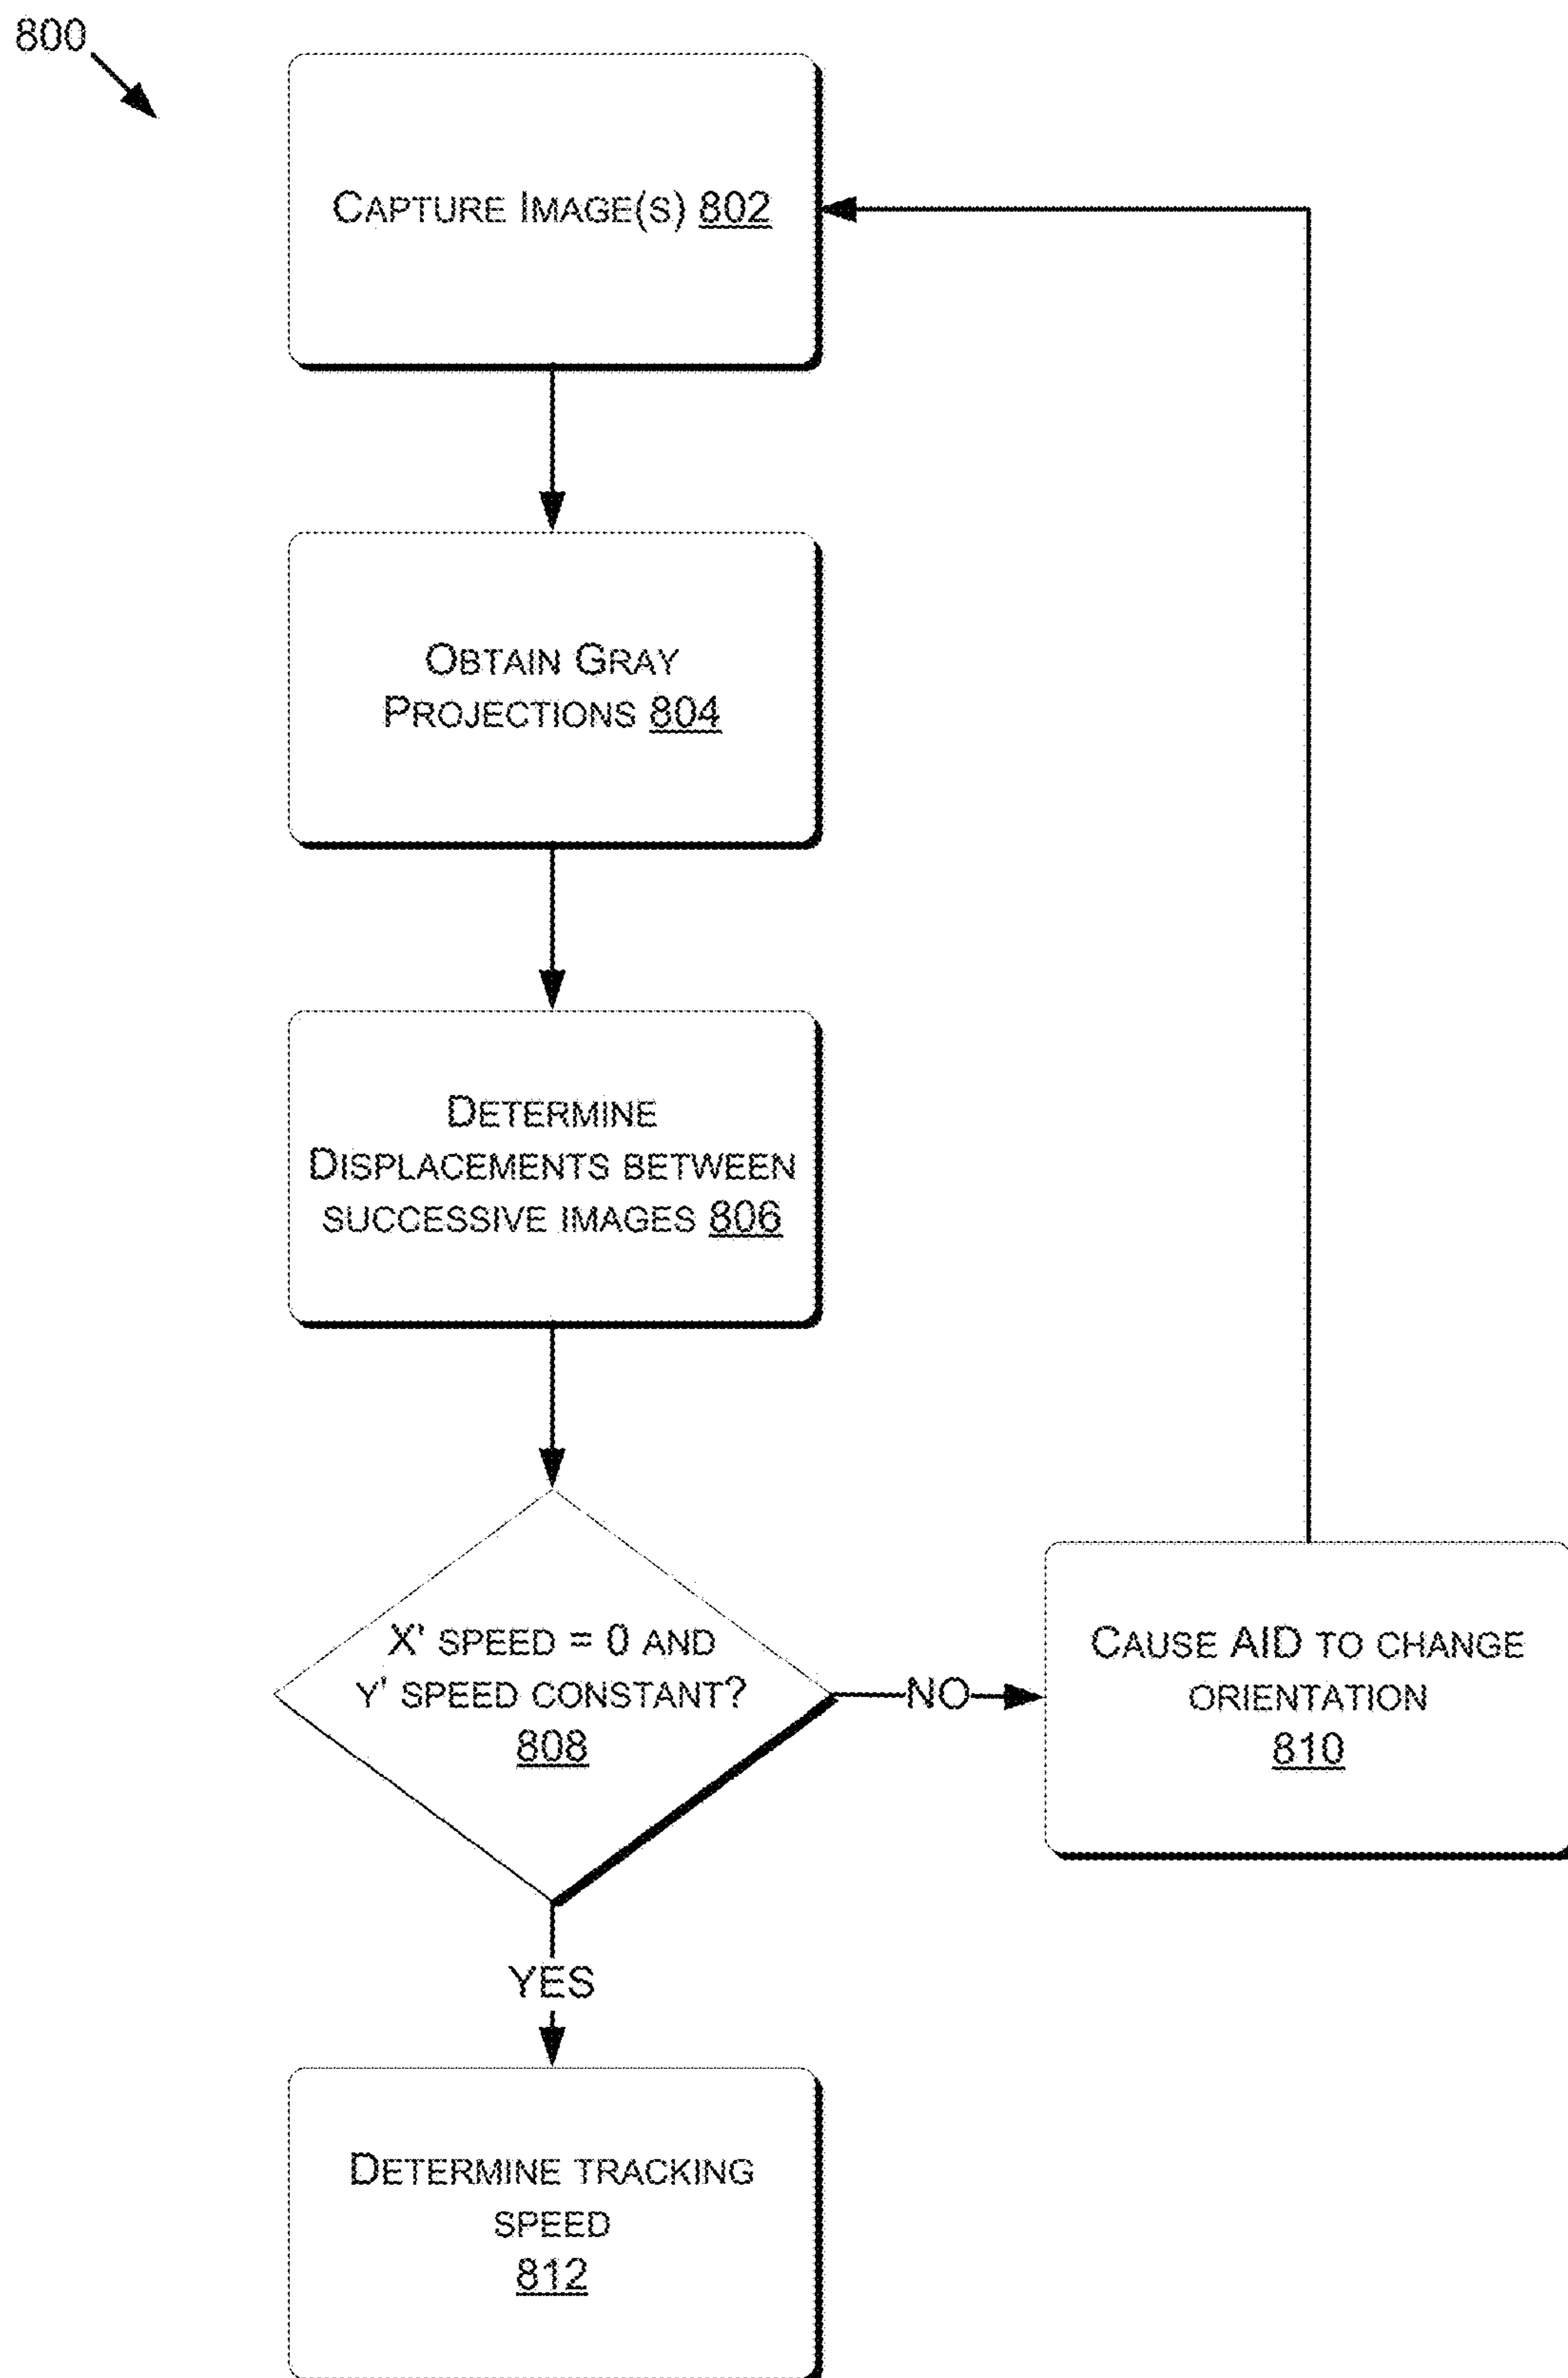 800
CAPTURE IMAGE(S) 802
OBTAIN GRAY
PROJECTIONS 804
DETERMINE
DISPLACEMENTS BETWEEN
SUCCESSIVE IMAGES 806
X' SPEED = 0 AND
Y' SPEED CONSTANT?
808
NO
CAUSE AID TO CHANGE
ORIENTATION
810
YES
DETERMINE TRACKING
SPEED
812